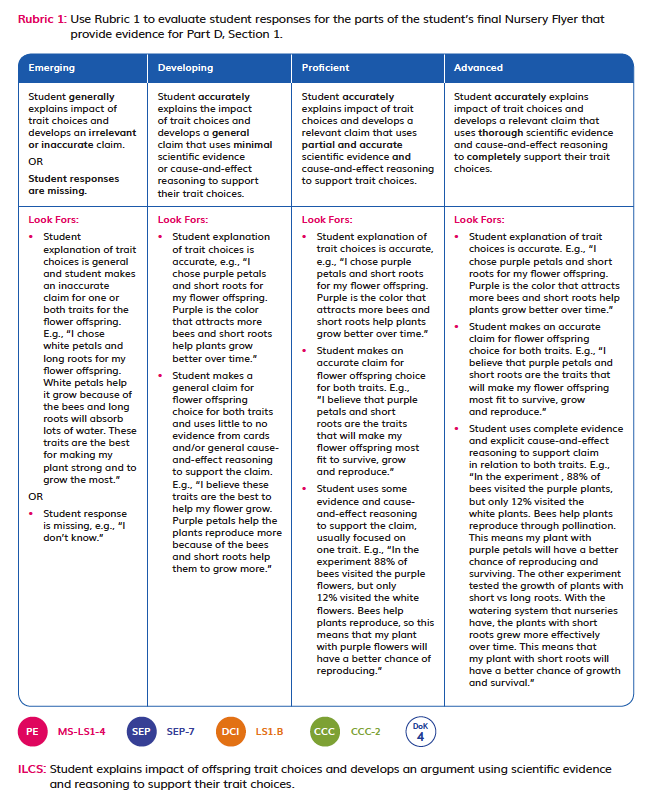 Rubric 1: Use Rubric 1 to evaluate student responses for the parts of the student's final Nursery Flyer that
provide evidence for Part D, Section 1.
Emerging
Developing
Proficient
Advanced
Student generally
explains impact of
trait choices and
develops an irrelevant
or inaccurate claim.
OR
Student responses
are missing.
Student accurately
explains the impact
of trait choices and
develops a general
claim that uses minimal
scientific evidence
or cause-and-effect
reasoning to support
their trait choices.
Student accurately
explains impact of trait
choices and develops a
relevant claim that uses
partial and accurate
scientific evidence and
cause-and-effect reasoning
to support trait choices.
Student accurately explains
impact of trait choices and
develops a relevant claim that
uses thorough scientific evidence
and cause-and-effect reasoning
to completely support their trait
choices.
Look Fors:
• Student
explanation of trait
choices is general
and student makes
an inaccurate
claim for one or
both traits for the
flower offspring.
E.g., "I chose
white petals and
long roots for my
flower offspring.
White petals help
it grow because of
the bees and long
roots will absorb
lots of water. These
traits are the best
for making my
plant strong and to
grow the most."
OR
• Student response
is missing, e.g., "I
don't know."
Look Fors:
• Student explanation
of trait choices is
accurate, e.g., "I
chose purple petals
and short roots for
my flower offspring.
Purple is the color
that attracts more
bees and short roots
help plants grow
better over time."
• Student makes a
general claim for
flower offspring
choice for both traits
and uses little to no
evidence from cards
and/or general cause-
and-effect reasoning
to support the claim.
E.g., "I believe these
traits are the best to
help my flower grow.
Purple petals help the
plants reproduce more
because of the bees
and short roots help
them to grow more."
Look Fors:
• Student explanation of
trait choices is accurate,
e.g., "I chose purple
petals and short roots
for my flower offspring.
Purple is the color that
attracts more bees and
short roots help plants
grow better over time."
• Student makes an
accurate claim for
flower offspring choice
for both traits. E.g.,
"I believe that purple
petals and short
roots are the traits
that will make my
flower offspring most
fit to survive, grow
and reproduce."
• Student uses some
evidence and cause-
and-effect reasoning
to support the claim,
usually focused on
one trait. E.g., "In the
experiment 88% of
bees visited the purple
flowers, but only
12% visited the white
flowers. Bees help
plants reproduce, so this
means that my plant
with purple flowers will
have a better chance of
reproducing."
Look Fors:
• Student explanation of trait
choices is accurate. E.g., "I
chose purple petals and short
roots for my flower offspring.
Purple is the color that attracts
more bees and short roots help
plants grow better over time."
• Student makes an accurate
claim for flower offspring
choice for both traits. E.g., "I
believe that purple petals and
short roots are the traits that
will make my flower offspring
most fit to survive, grow
and reproduce."
• Student uses complete evidence
and explicit cause-and-effect
reasoning to support claim
in relation to both traits. E.g.,
"In the experiment , 88% of
bees visited the purple plants,
but only 12% visited the
white plants. Bees help plants
reproduce through pollination.
This means my plant with
purple petals will have a better
chance of reproducing and
surviving. The other experiment
tested the growth of plants with
short vs long roots. With the
watering system that nurseries
have, the plants with short
roots grew more effectively
over time. This means that
my plant with short roots will
have a better chance of growth
and survival."
PE MS-LS1-4 SEP SEP-7 DCI LS1.B CCC CCC-2 DoK
4
ILCS: Student explains impact of offspring trait choices and develops an argument using scientific evidence
and reasoning to support their trait choices.